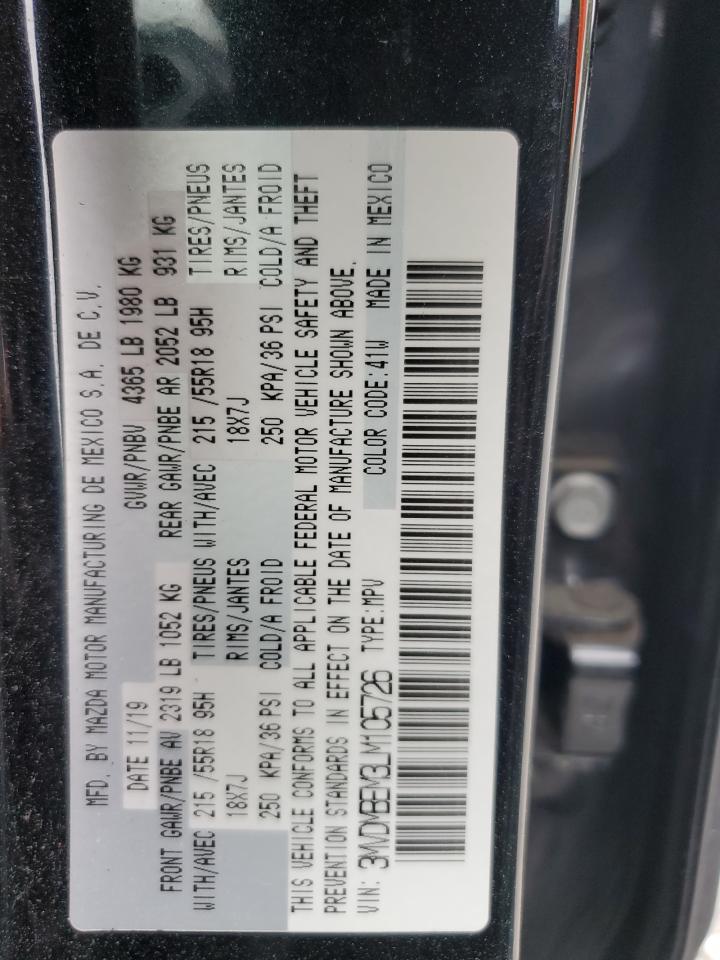 MFD. BY MAZDA MOTOR MANUFACTURING DE MEXICO S.A. DE C.V.
DATE 11/19 GVWR/PNBV 4365 LB 1980 KG
FRONT GAWR/PNBE AV 2319 LB 1052 KG REAR GAWR/PNBE AR 2052 LB 931 KG
WITH/AVEC 215 /55R18 95H TIRES/PNEUS WITH/AVEC 215 /55R18 95H TIRES/PNEUS
18X7J RIMS/JANTES 18X7J RIMS/JANTES
250 KPA/36 PSI COLD/A FROID 250 KPA/36 PSI COLD/A FROID
THIS VEHICLE CONFORMS TO ALL APPLICABLE FEDERAL MOTOR VEHICLE SAFETY AND THEFT
PREVENTION STANDARDS IN EFFECT ON THE DATE OF MANUFACTURE SHOWN ABOVE.
VIN: 3MVDMBEM3LM105726 TYPE:MPV COLOR CODE:41W MADE IN MEXICO